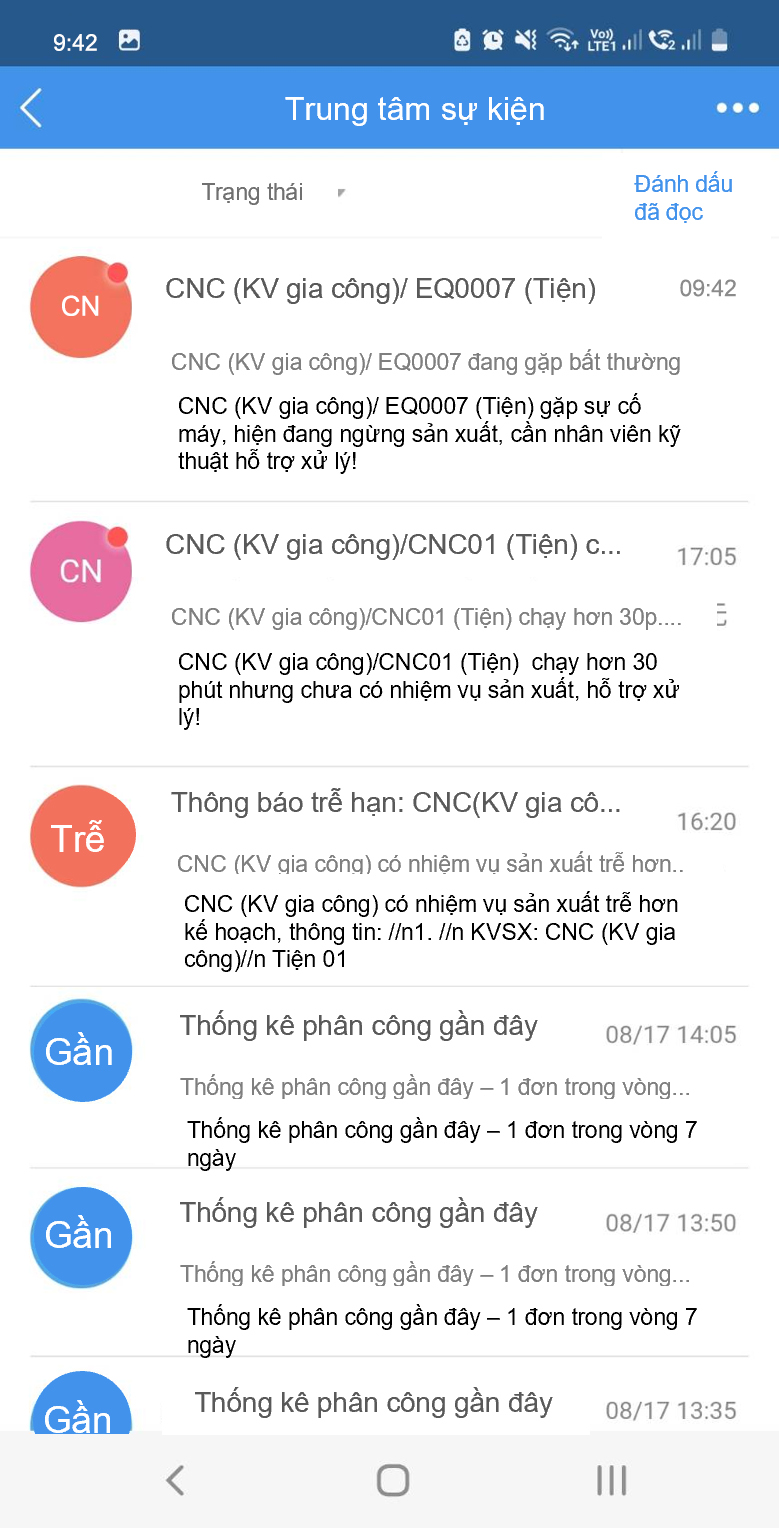 9:42
Vo))
LTE1
2
Trung tâm sự kiện
Trạng thái
Đánh dấu
đã đọc
CN
CNC (KV gia công)/ EQ0007 (Tiện)
09:42
CNC (KV gia công)/ EQ0007 đang gặp bất thường
CNC (KV gia công)/ EQ0007 (Tiện) gặp sự cố
máy, hiện đang ngừng sản xuất, cần nhân viên kỹ
thuật hỗ trợ xử lý!
CN
CNC (KV gia công)/CNC01 (Tiện) c...
17:05
CNC (KV gia công)/CNC01 (Tiện) chạy hơn 30p....
CNC (KV gia công)/CNC01 (Tiện)  chạy hơn 30
phút nhưng chưa có nhiệm vụ sản xuất, hỗ trợ xử
lý!
Trễ
Thông báo trễ hạn: CNC(KV gia cô...
16:20
CNC (KV gia công) có nhiệm vụ sản xuất trễ hơn..
CNC (KV gia công) có nhiệm vụ sản xuất trễ hơn
kế hoạch, thông tin: //n1. //n KVSX: CNC (KV gia
công)//n Tiện 01
Gần
Thống kê phân công gần đây
08/17 14:05
Thống kê phân công gần đây – 1 đơn trong vòng...
Thống kê phân công gần đây – 1 đơn trong vòng 7
ngày
Gần
Thống kê phân công gần đây
08/17 13:50
Thống kê phân công gần đây – 1 đơn trong vòng...
Thống kê phân công gần đây – 1 đơn trong vòng 7
ngày
Gần
Thống kê phân công gần đây
08/17 13:35